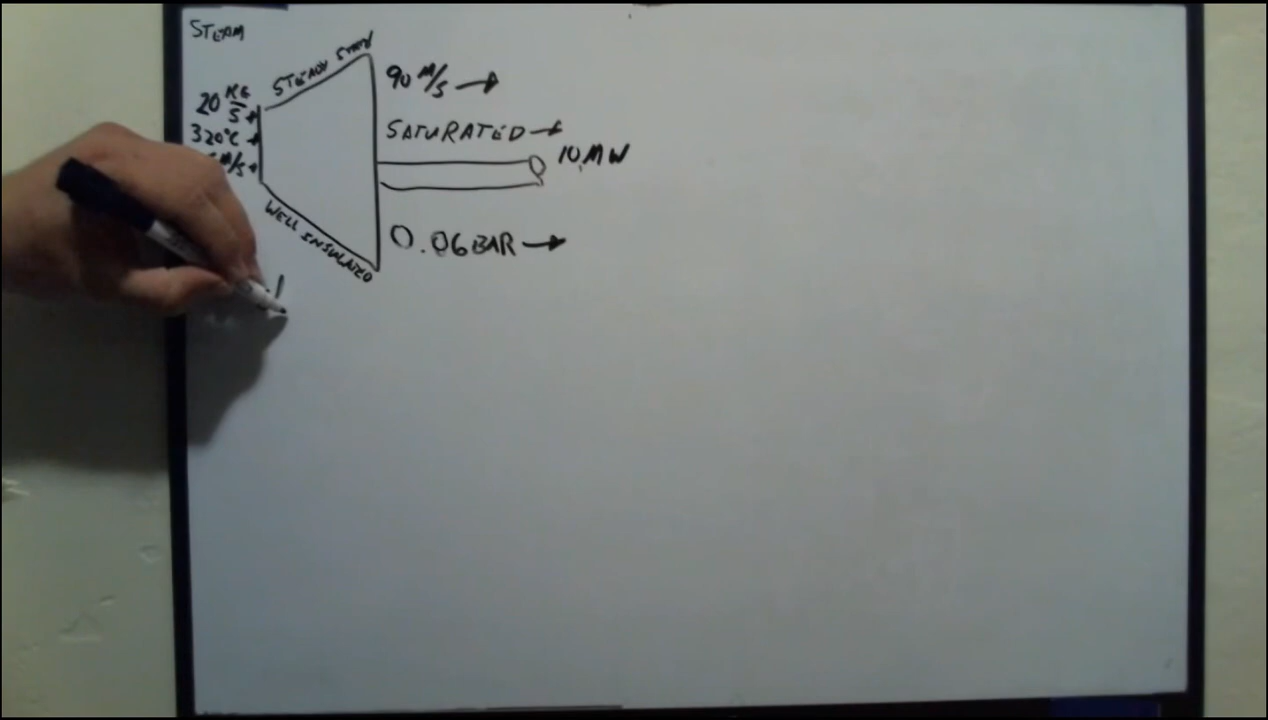 STEAM
STEADY STATE
20 KG/S
320°C
M/S
WELL INSULATED
90 M/S
SATURATED
10 MW
0.06 BAR